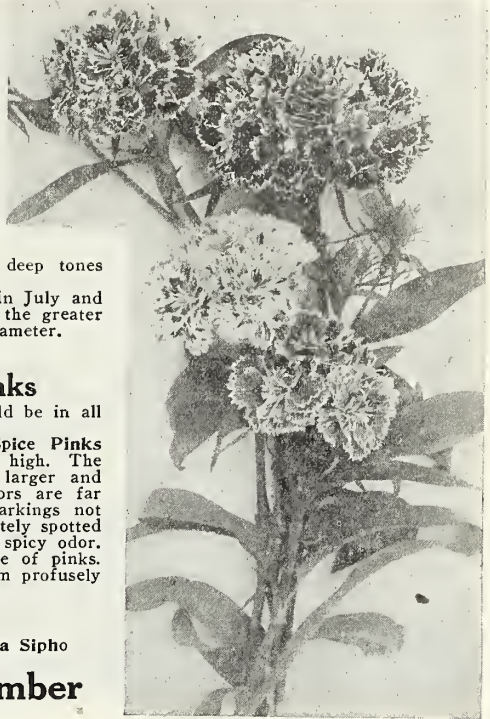 deep tones
in July and
the greater
ameter.
nks
ld be in all
Spice Pinks
high. The
larger and
ors are far
arkings not
tely spotted
spicy odor.
e of pinks.
m profusely
a Sipho
mber